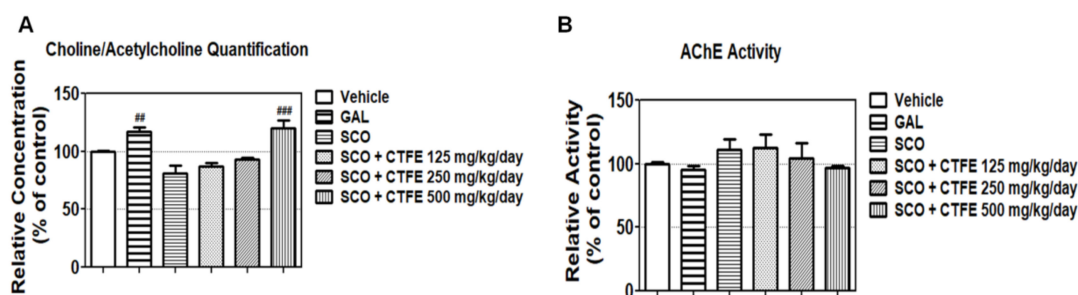 A
Choline/Acetylcholine Quantification
Relative Concentration
(% of control)
150
100
50
0
##
###
Vehicle
GAL
SCO
SCO + CTFE 125 mg/kg/day
SCO + CTFE 250 mg/kg/day
SCO + CTFE 500 mg/kg/day
B
AChE Activity
Relative Activity
(% of control)
150
100
50
0
Vehicle
GAL
SCO
SCO + CTFE 125 mg/kg/day
SCO + CTFE 250 mg/kg/day
SCO + CTFE 500 mg/kg/day